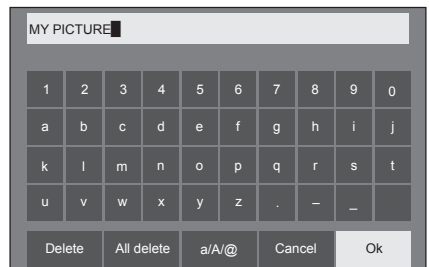 MY PICTURE
1 2 3 4 5 6 7 8 9 0
a b c d e f g h i j
k l m n o p q r s t
u v w x y z . – _
Delete All delete a/A/@ Cancel Ok